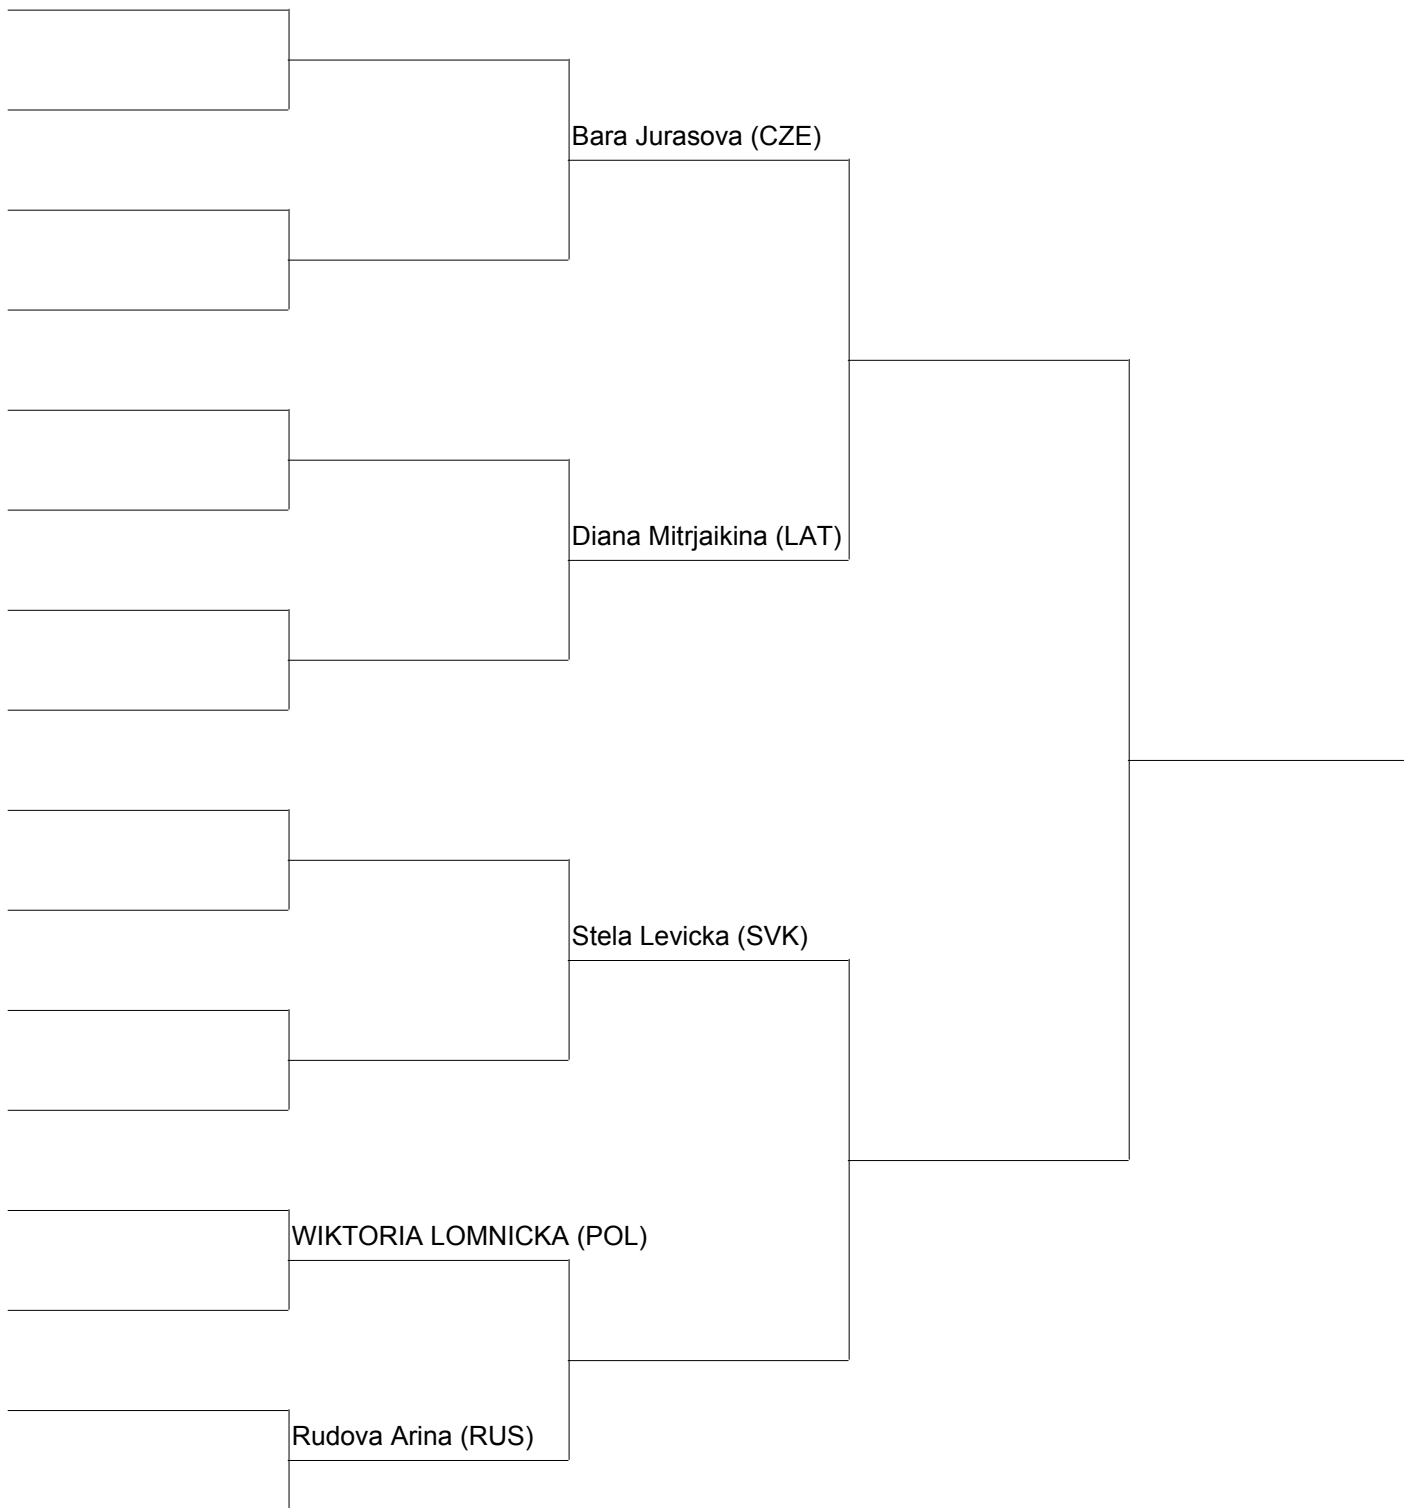 Bara Jurasova (CZE)
Diana Mitrjaikina (LAT)
Stela Levicka (SVK)
WIKTORIA LOMNICKA (POL)
Rudova Arina (RUS)